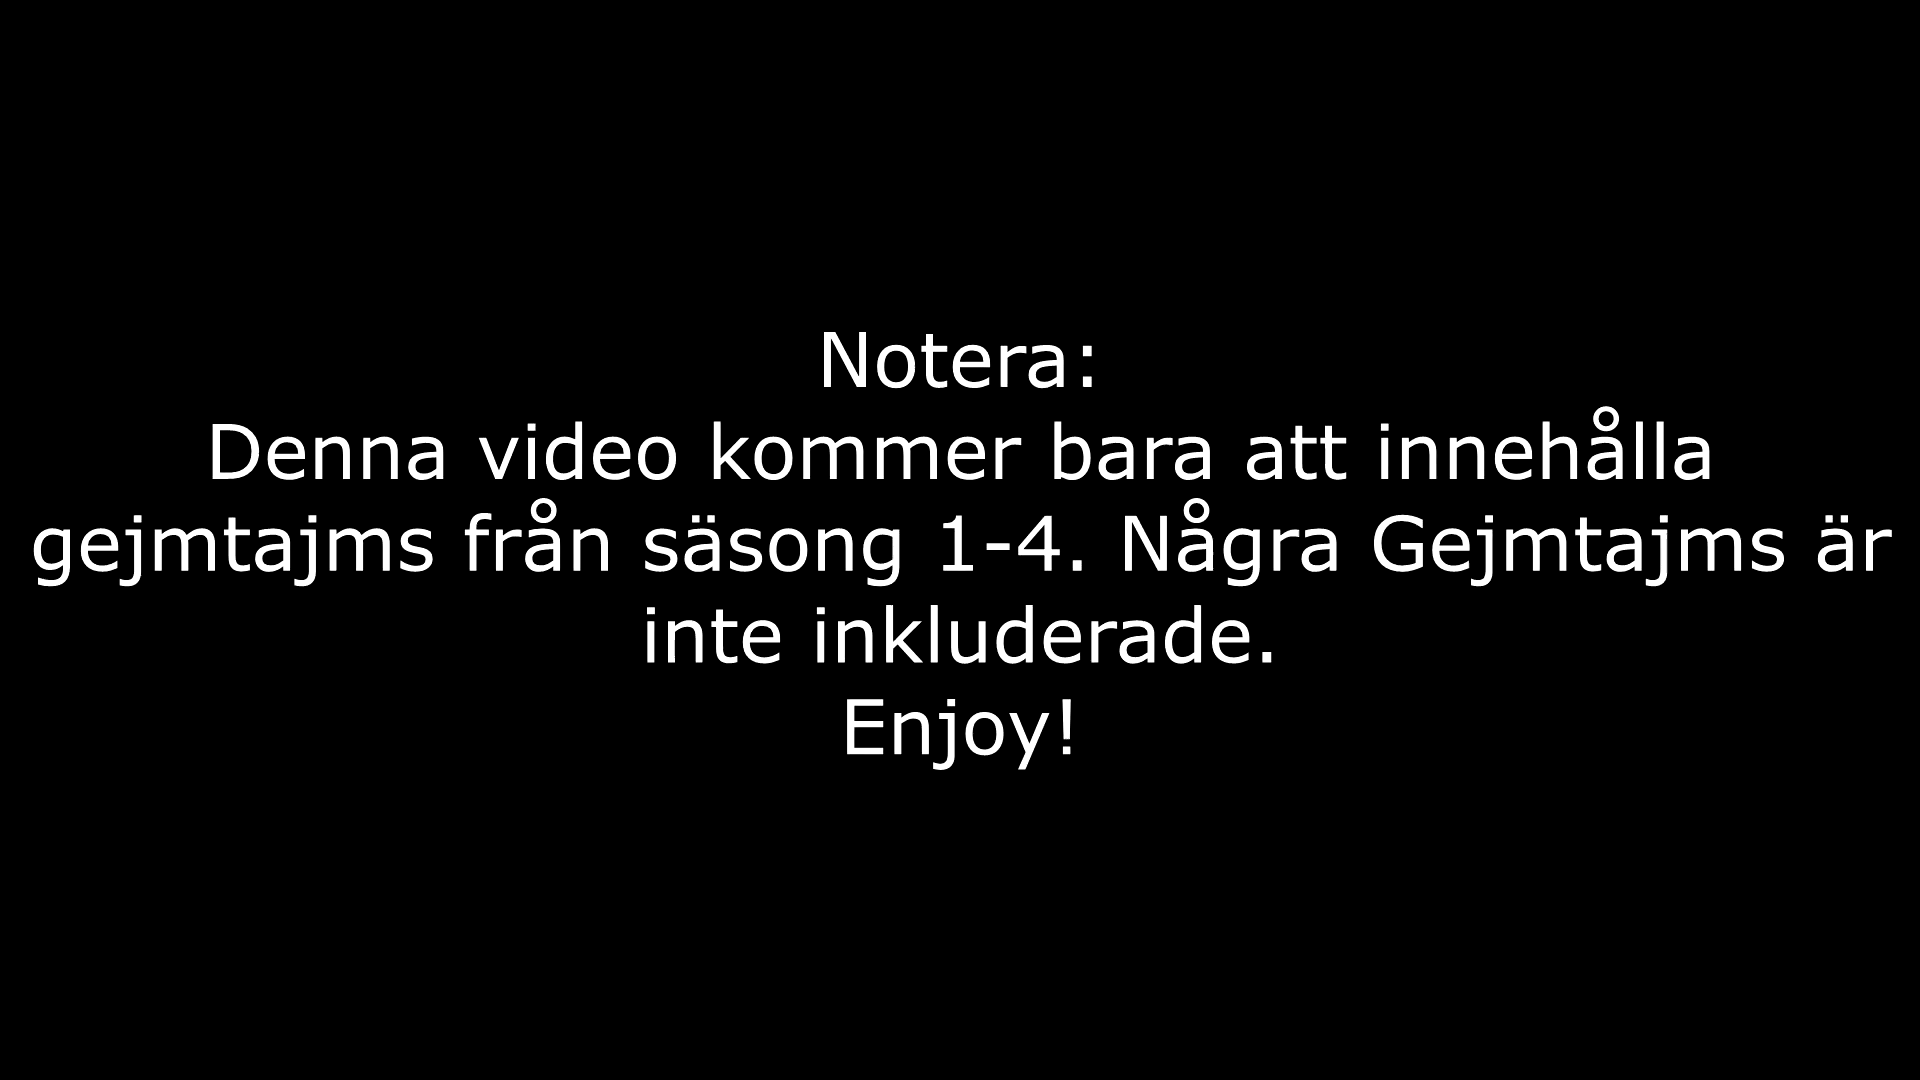 Notera:
Denna video kommer bara att innehålla
gejmtajms från säsong 1-4. Några Gejmtajms är
inte inkluderade.
Enjoy!